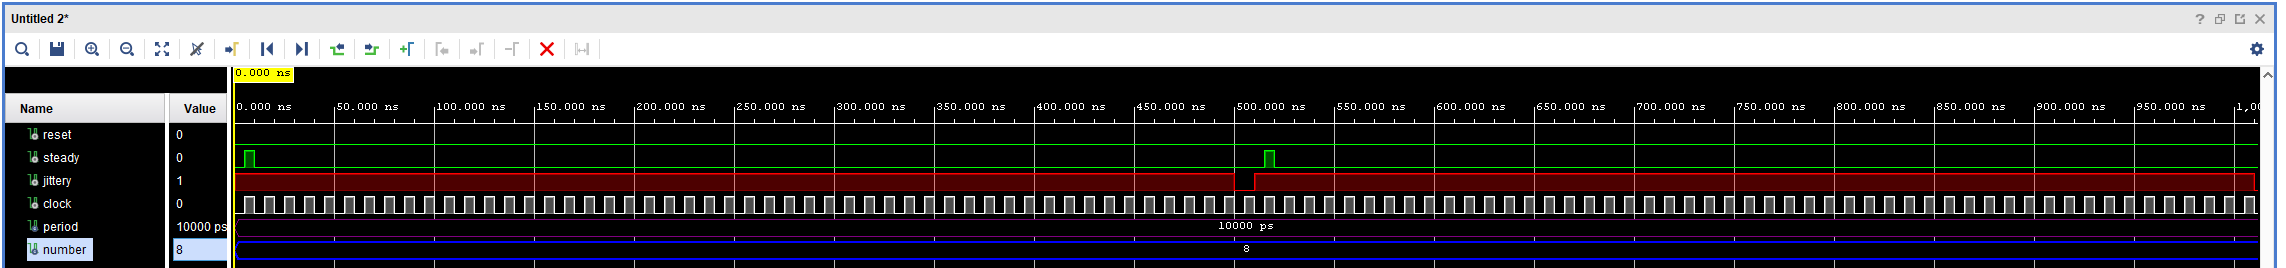 Untitled 2*
0.000 ns
Name Value
0.000 ns 50.000 ns 100.000 ns 150.000 ns 200.000 ns 250.000 ns 300.000 ns 350.000 ns 400.000 ns 450.000 ns 500.000 ns 550.000 ns 600.000 ns 650.000 ns 700.000 ns 750.000 ns 800.000 ns 850.000 ns 900.000 ns 950.000 ns 1,0
reset 0
steady 0
jittery 1
clock 0
period 10000 ps 10000 ps
number 8 8